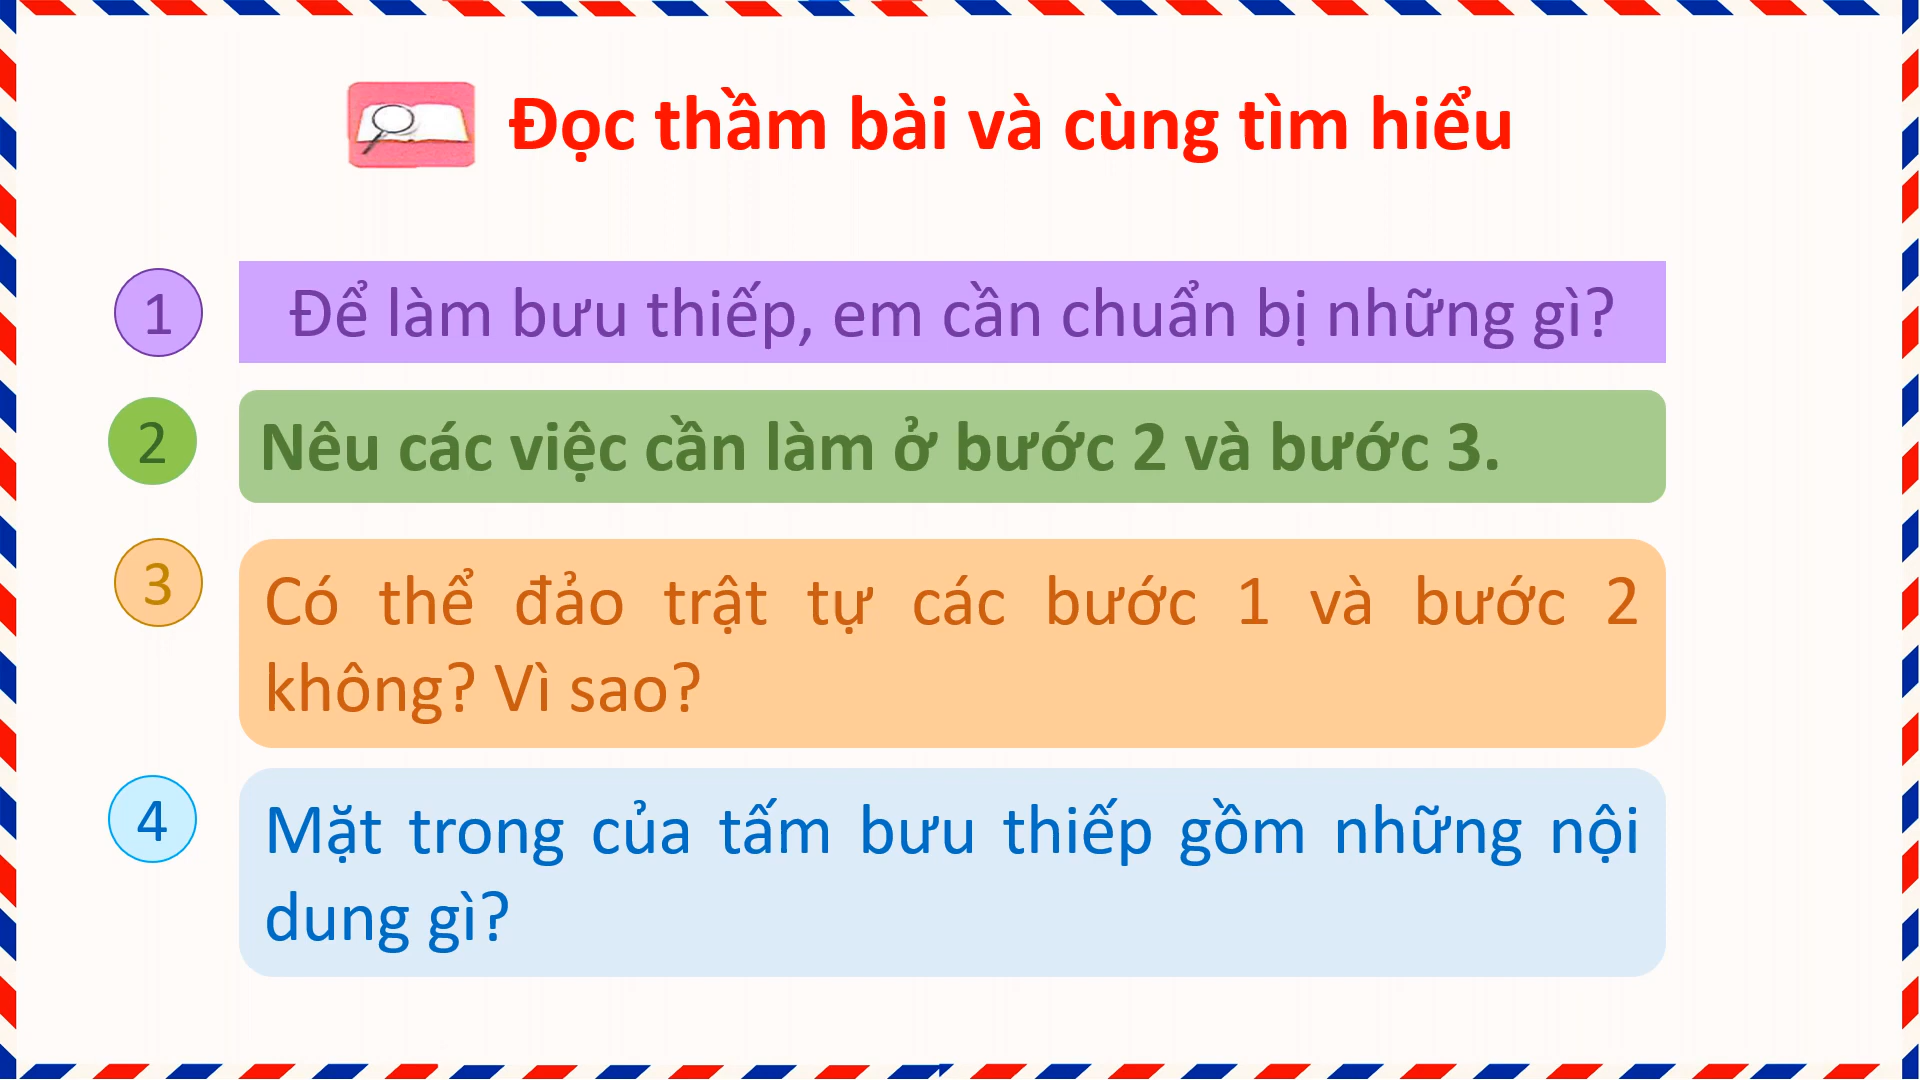 Đọc thầm bài và cùng tìm hiểu
1
Để làm bưu thiếp, em cần chuẩn bị những gì?
2
Nêu các việc cần làm ở bước 2 và bước 3.
3
Có thể đảo trật tự các bước 1 và bước 2
không? Vì sao?
4
Mặt trong của tấm bưu thiếp gồm những nội
dung gì?